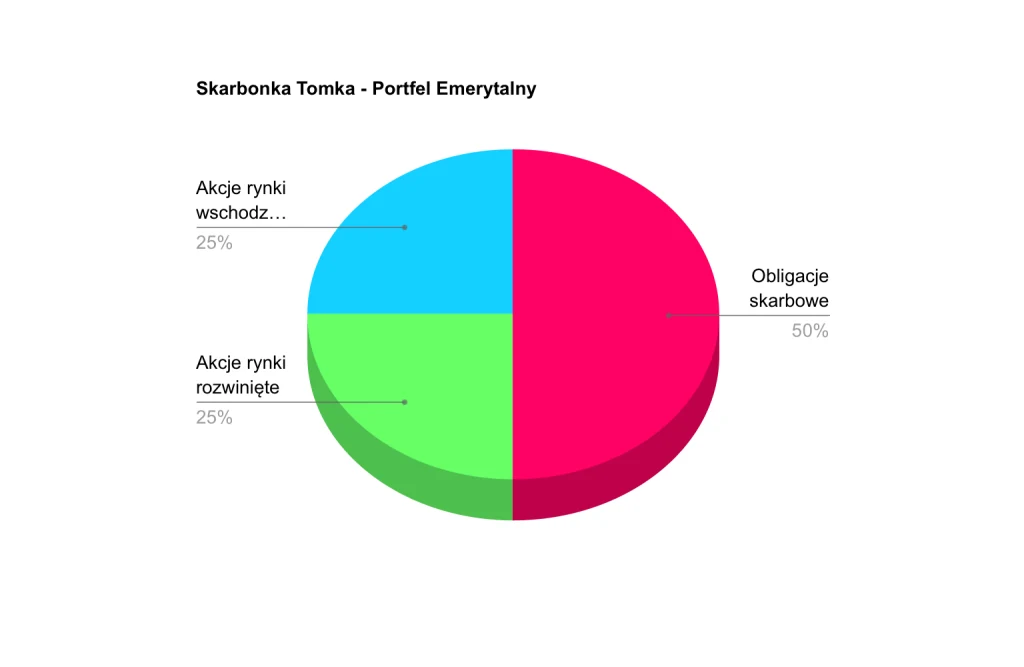 Skarbonka Tomka - Portfel Emerytalny
Akcje rynki
wschodz…
25%
Obligacje
skarbowe
50%
Akcje rynki
rozwinięte
25%